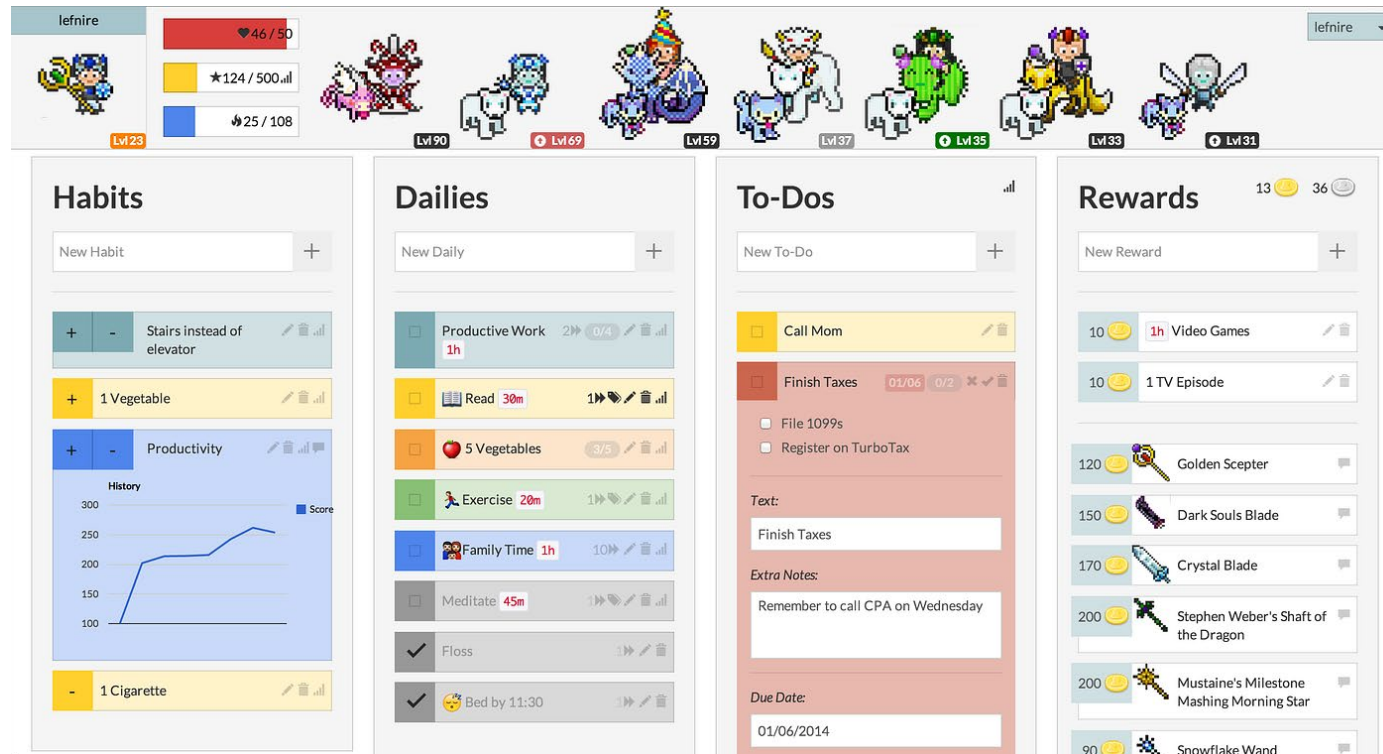 lefnire
46 / 50
124 / 500
25 / 108
Lvl 23
Lvl 90
Lvl 69
Lvl 59
Lvl 37
Lvl 35
Lvl 33
Lvl 31
lefnire
Habits
New Habit
+
+ - Stairs instead of
elevator
+ 1 Vegetable
+ - Productivity
History
300
250
200
150
100
Score
- 1 Cigarette
Dailies
New Daily
+
Productive Work 2 0/4
1h
Read 30m 1
5 Vegetables 3/5
Exercise 20m 1
Family Time 1h 10
Meditate 45m 1
Floss 1
Bed by 11:30 1
To-Dos
New To-Do
+
Call Mom
Finish Taxes 01/06 0/2
File 1099s
Register on TurboTax
Text:
Finish Taxes
Extra Notes:
Remember to call CPA on Wednesday
Due Date:
01/06/2014
Rewards 13 36
New Reward
+
10 1h Video Games
10 1 TV Episode
120 Golden Scepter
150 Dark Souls Blade
170 Crystal Blade
200 Stephen Weber's Shaft of
the Dragon
200 Mustaine's Milestone
Mashing Morning Star
90 Snowflake Wand